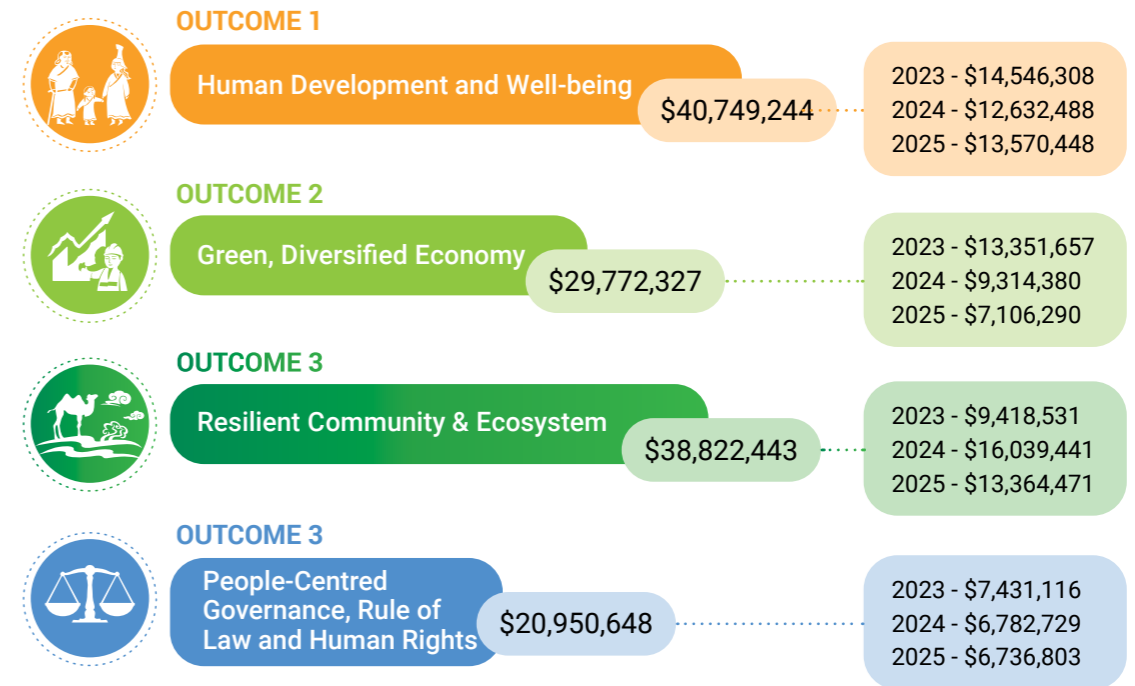 OUTCOME 1
Human Development and Well-being
$40,749,244
2023 - $14,546,308
2024 - $12,632,488
2025 - $13,570,448
OUTCOME 2
Green, Diversified Economy
$29,772,327
2023 - $13,351,657
2024 - $9,314,380
2025 - $7,106,290
OUTCOME 3
Resilient Community & Ecosystem
$38,822,443
2023 - $9,418,531
2024 - $16,039,441
2025 - $13,364,471
OUTCOME 3
People-Centred
Governance, Rule of
Law and Human Rights
$20,950,648
2023 - $7,431,116
2024 - $6,782,729
2025 - $6,736,803